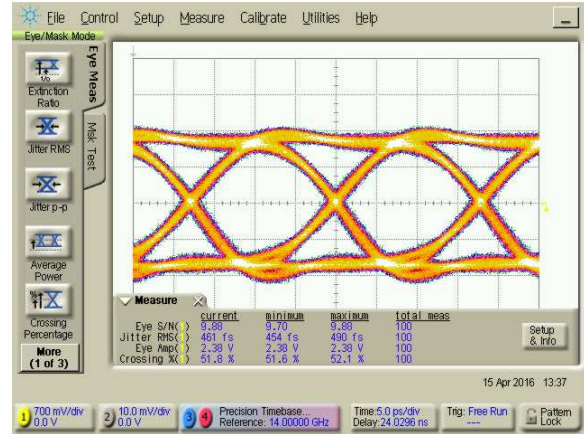 File Control Setup Measure Calibrate Utilities Help
Eye/Mask Mode
Eye Meas
Msk Test
Extinction
Ratio
Jitter RMS
Jitter p-p
Average
Power
Crossing
Percentage
More
(1 of 3)
Measure
current minimum maximum total meas
Eye S/N( ) 9.88 9.70 9.88 100
Jitter RMS( ) 461 fs 454 fs 490 fs 100
Eye Amp( ) 2.38 V 2.38 V 2.38 V 100
Crossing %( ) 51.8 % 51.6 % 52.1 % 100
Setup
& Info
15 Apr 2016 13:37
1 700 mV/div
0.0 V
2 10.0 mV/div
0.0 V
3 4 Precision Timebase...
Reference: 14.00000 GHz
Time:5.0 ps/div
Delay:24.0296 ns
Trig: Free Run
---
Pattern
Lock